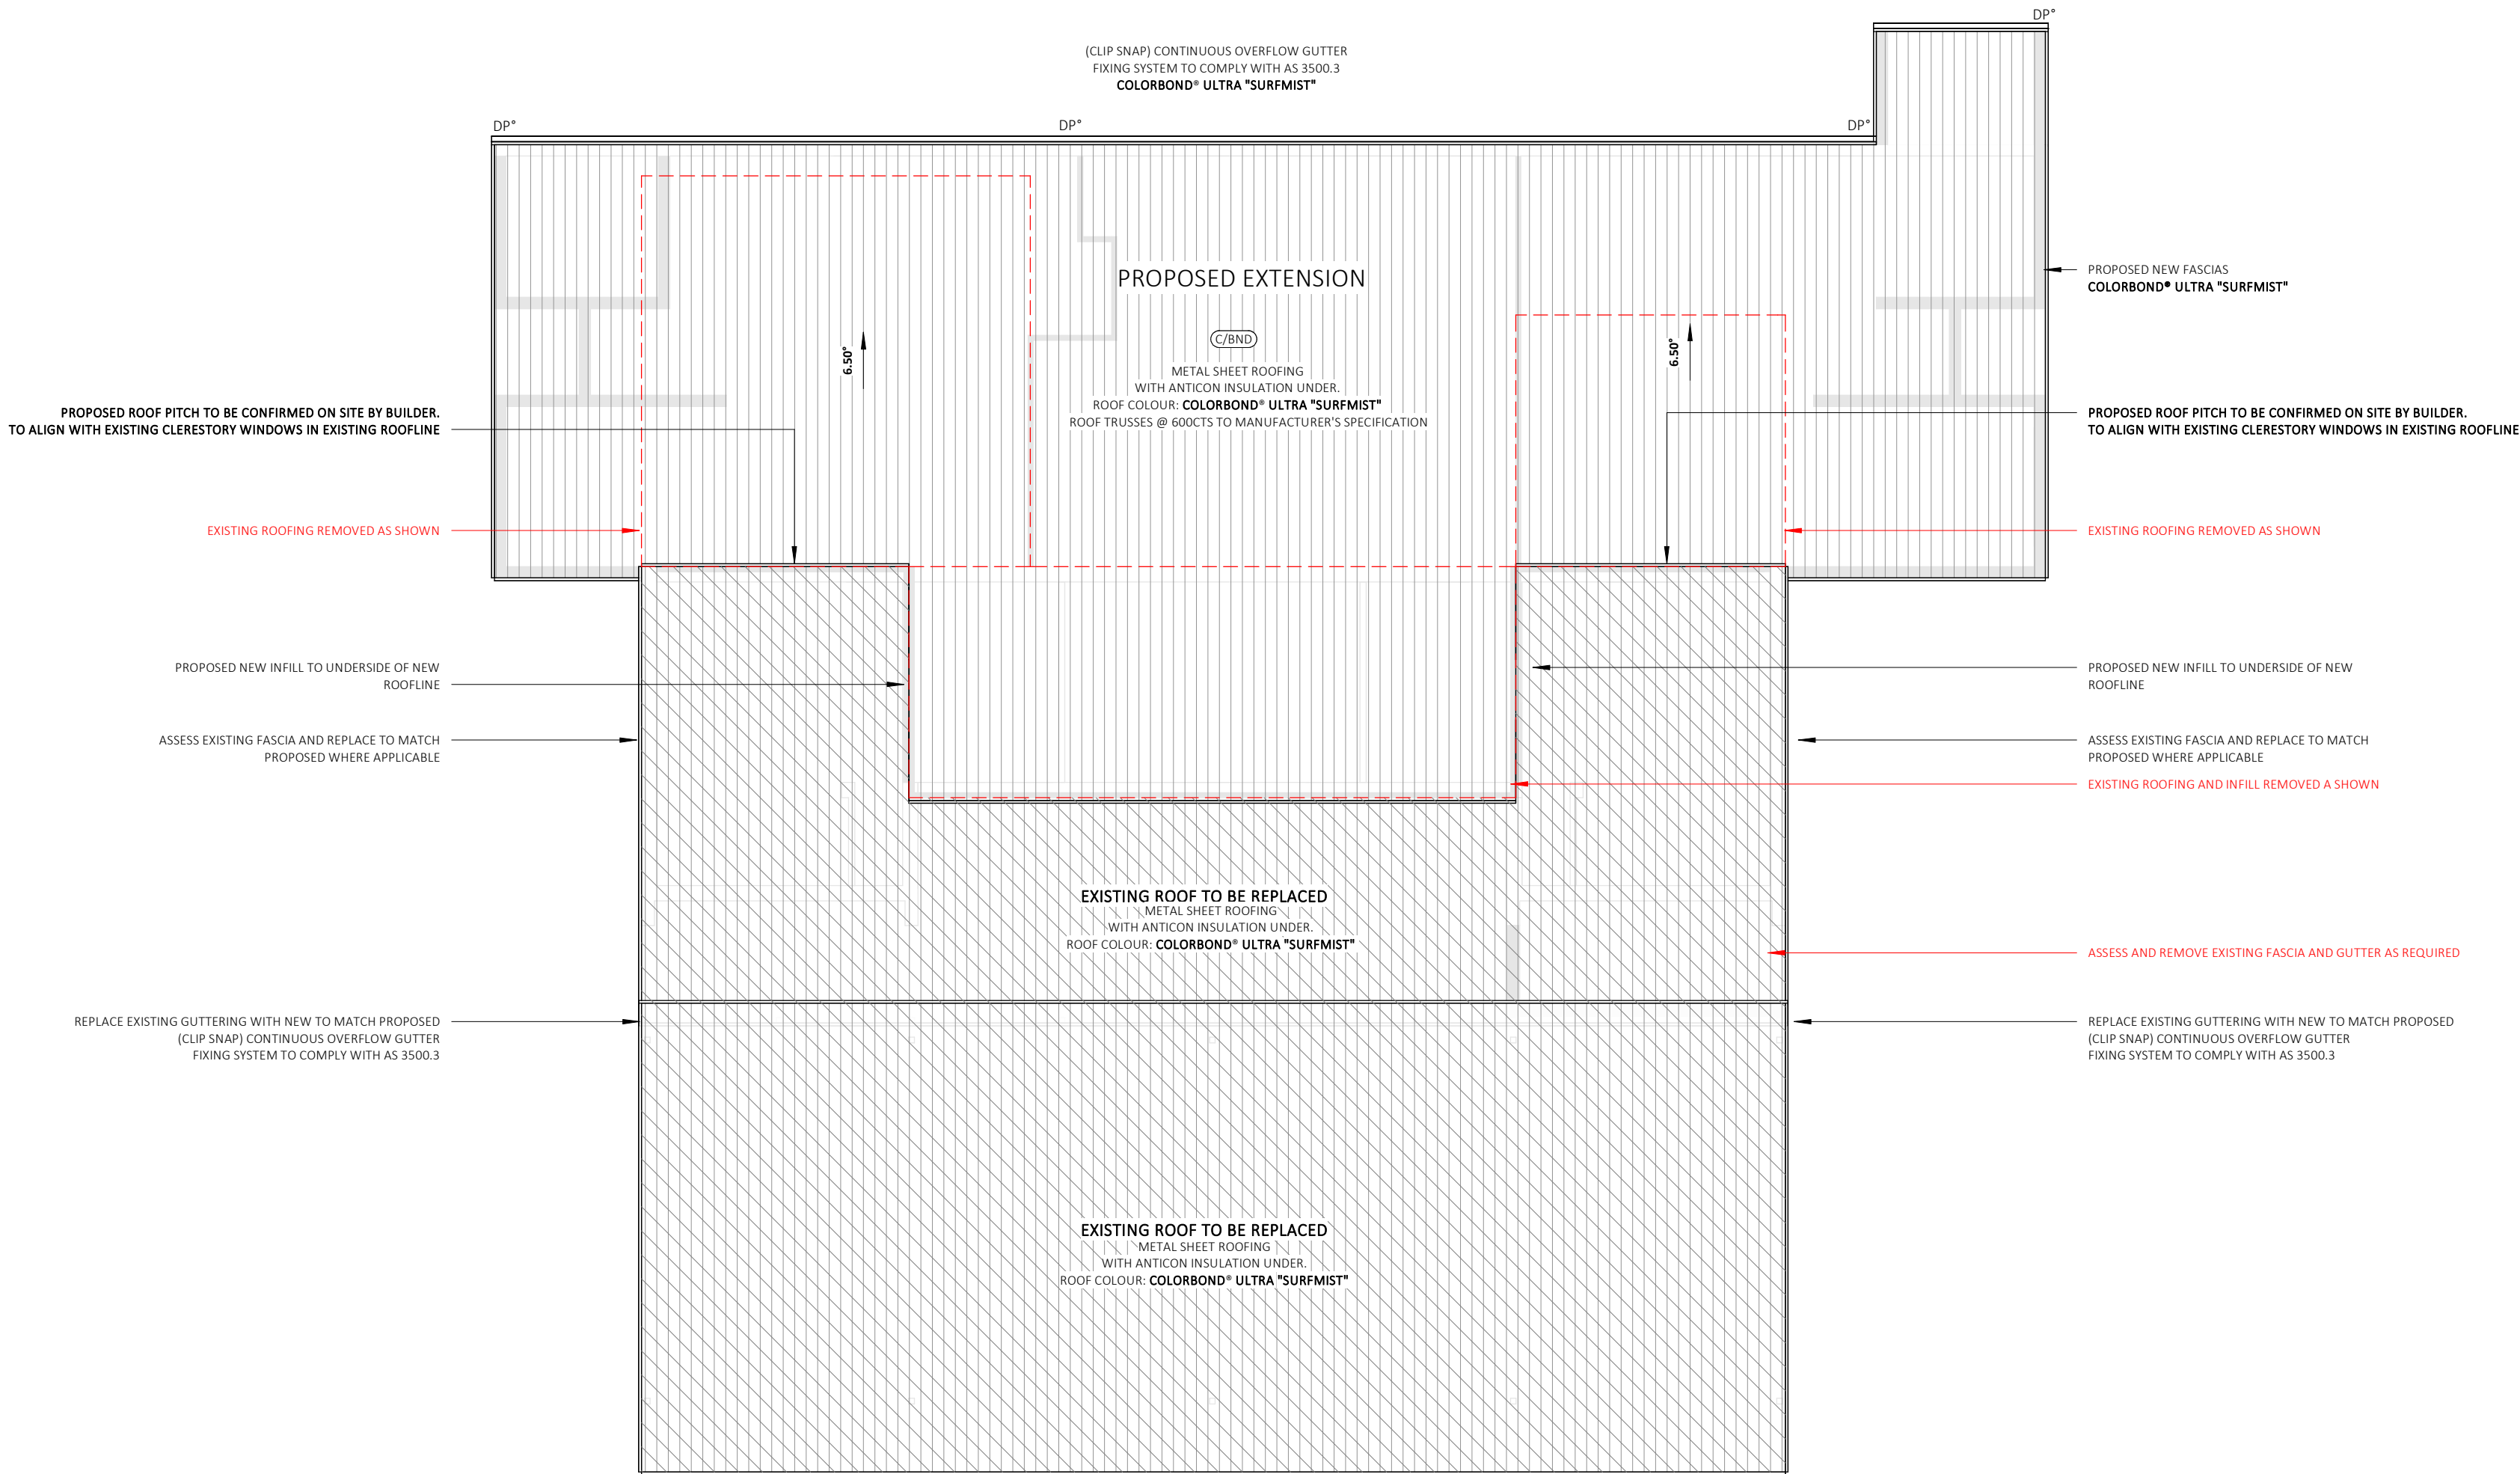 DP°
(CLIP SNAP) CONTINUOUS OVERFLOW GUTTER
FIXING SYSTEM TO COMPLY WITH AS 3500.3
COLORBOND® ULTRA "SURFMIST"
DP°
DP°
DP°
PROPOSED EXTENSION
C/BND
METAL SHEET ROOFING
WITH ANTICON INSULATION UNDER.
ROOF COLOUR: COLORBOND® ULTRA "SURFMIST"
ROOF TRUSSES @ 600CTS TO MANUFACTURER'S SPECIFICATION
6.50°
6.50°
PROPOSED NEW FASCIAS
COLORBOND® ULTRA "SURFMIST"
PROPOSED ROOF PITCH TO BE CONFIRMED ON SITE BY BUILDER.
TO ALIGN WITH EXISTING CLERESTORY WINDOWS IN EXISTING ROOFLINE
PROPOSED ROOF PITCH TO BE CONFIRMED ON SITE BY BUILDER.
TO ALIGN WITH EXISTING CLERESTORY WINDOWS IN EXISTING ROOFLINE
EXISTING ROOFING REMOVED AS SHOWN
EXISTING ROOFING REMOVED AS SHOWN
PROPOSED NEW INFILL TO UNDERSIDE OF NEW
ROOFLINE
PROPOSED NEW INFILL TO UNDERSIDE OF NEW
ROOFLINE
ASSESS EXISTING FASCIA AND REPLACE TO MATCH
PROPOSED WHERE APPLICABLE
ASSESS EXISTING FASCIA AND REPLACE TO MATCH
PROPOSED WHERE APPLICABLE
EXISTING ROOFING AND INFILL REMOVED A SHOWN
EXISTING ROOF TO BE REPLACED
METAL SHEET ROOFING
WITH ANTICON INSULATION UNDER.
ROOF COLOUR: COLORBOND® ULTRA "SURFMIST"
ASSESS AND REMOVE EXISTING FASCIA AND GUTTER AS REQUIRED
REPLACE EXISTING GUTTERING WITH NEW TO MATCH PROPOSED
(CLIP SNAP) CONTINUOUS OVERFLOW GUTTER
FIXING SYSTEM TO COMPLY WITH AS 3500.3
REPLACE EXISTING GUTTERING WITH NEW TO MATCH PROPOSED
(CLIP SNAP) CONTINUOUS OVERFLOW GUTTER
FIXING SYSTEM TO COMPLY WITH AS 3500.3
EXISTING ROOF TO BE REPLACED
METAL SHEET ROOFING
WITH ANTICON INSULATION UNDER.
ROOF COLOUR: COLORBOND® ULTRA "SURFMIST"